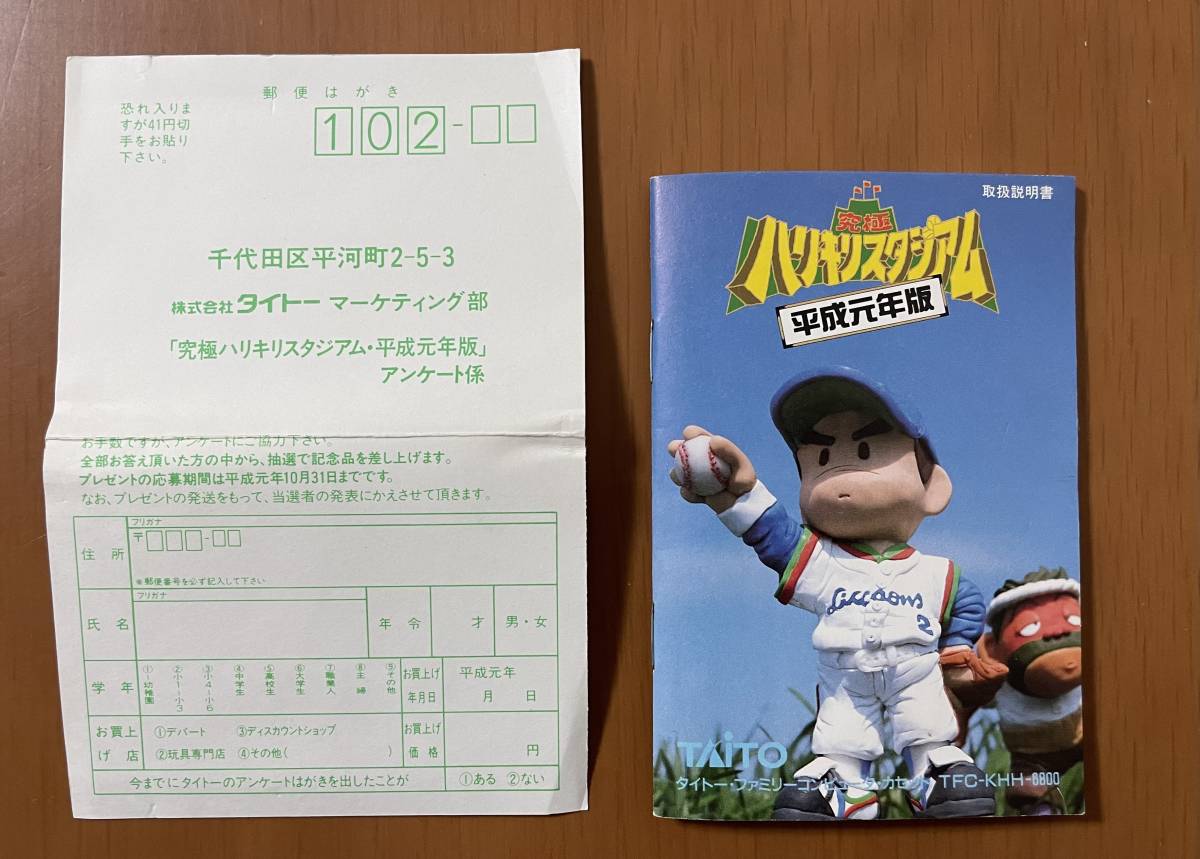 郵便はがき
恐れ入りま
すが41円切
手をお貼り
下さい。
102-
千代田区平河町2-5-3
株式会社 タイトー マーケティング部
「究極ハリキリスタジアム・平成元年版」
アンケート係
お手数ですが、アンケートにご協力下さい。
全部お答え頂いた方の中から、抽選で記念品を差し上げます。
プレゼントの応募期間は平成元年10月31日までです。
なお、プレゼントの発送をもって、当選者の発表にかえさせて頂きます。
住所
フリガナ
〒 -
※郵便番号を必ず記入して下さい
氏名
フリガナ
年令
才
男・女
学年
①〜幼稚園
②小1〜小3
③小4〜小6
④中学生
⑤高校生
⑥大学生
⑦職業人
⑧主婦
⑨その他
お買上げ
年月日
平成元年
月 日
お買上
げ店
①デパート ③ディスカウントショップ
②玩具専門店 ④その他( )
お買上げ
価格
円
今までにタイトーのアンケートはがきを出したことが
①ある ②ない
取扱説明書
究極
ハリキリスタジアム
平成元年版
2
TAITO
タイトー・ファミリーコンピュータ・カセット TFC-KHH-6800